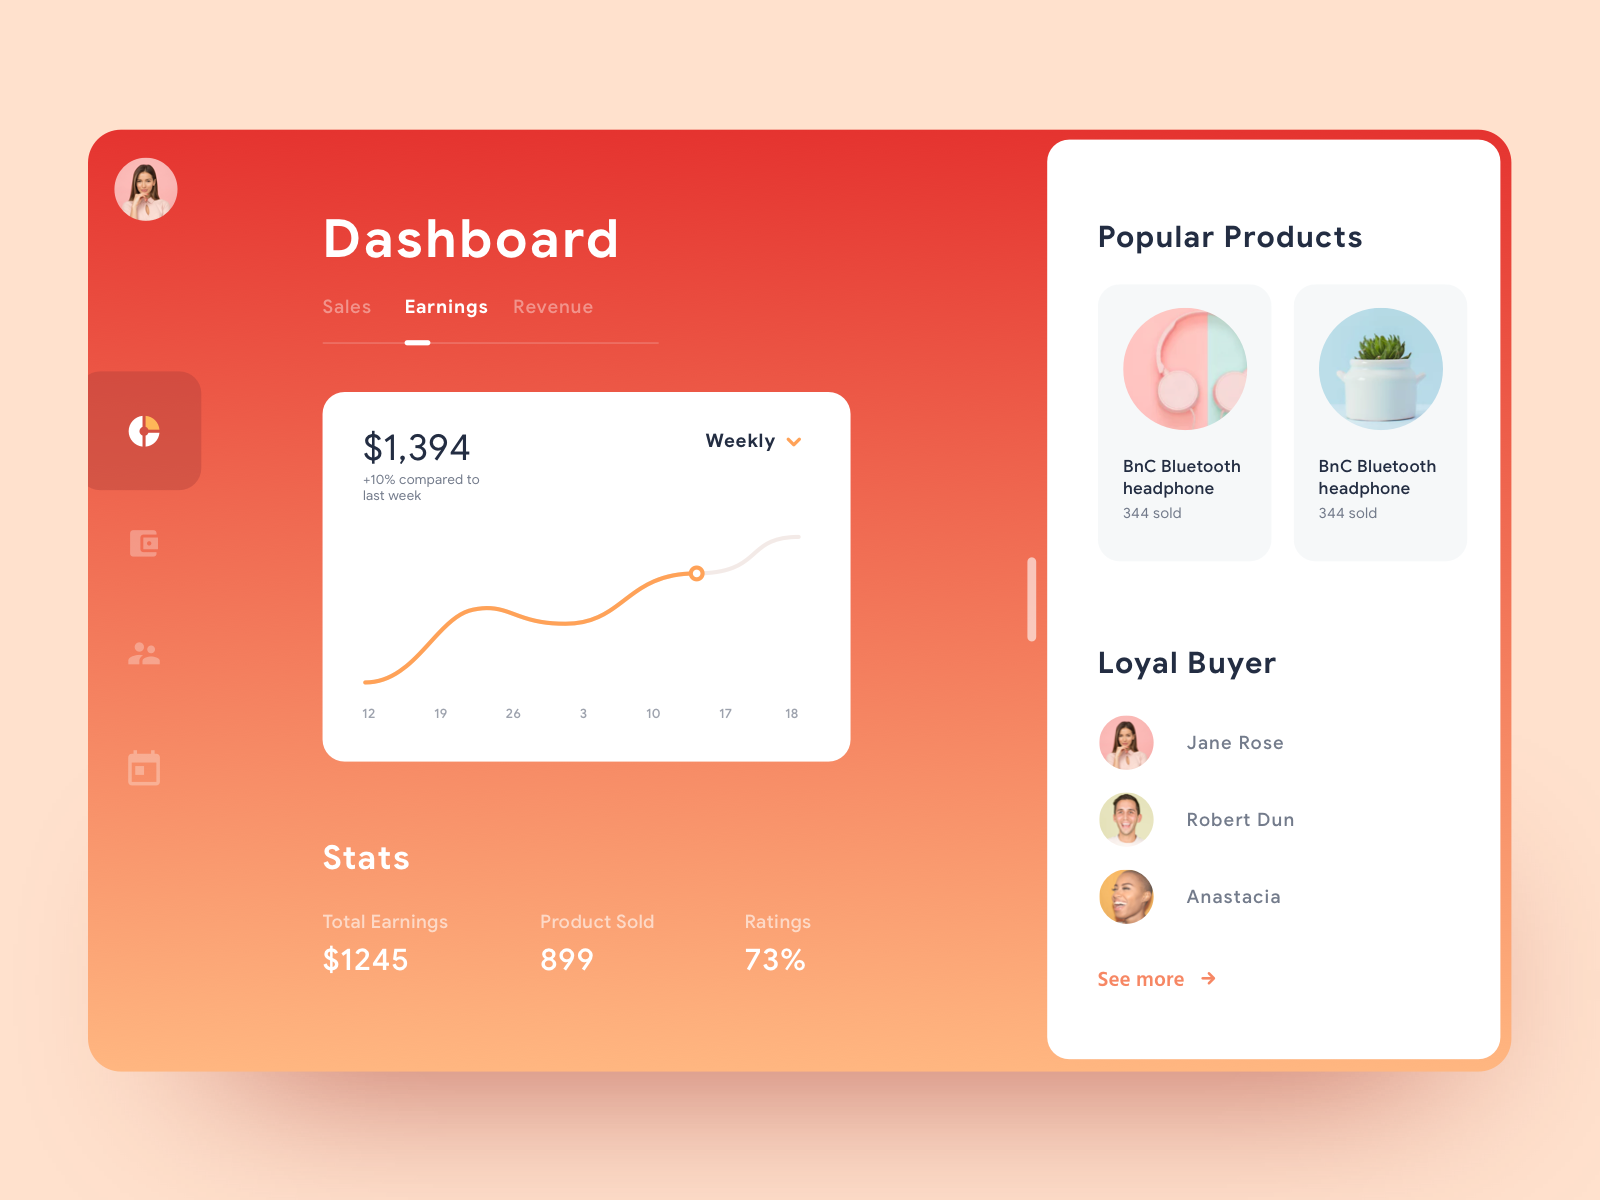 Dashboard
Sales Earnings Revenue
$1,394
Weekly
+10% compared to
last week
12 19 26 3 10 17 18
Stats
Total Earnings Product Sold Ratings
$1245 899 73%
Popular Products
BnC Bluetooth
headphone
344 sold
BnC Bluetooth
headphone
344 sold
Loyal Buyer
Jane Rose
Robert Dun
Anastacia
See more